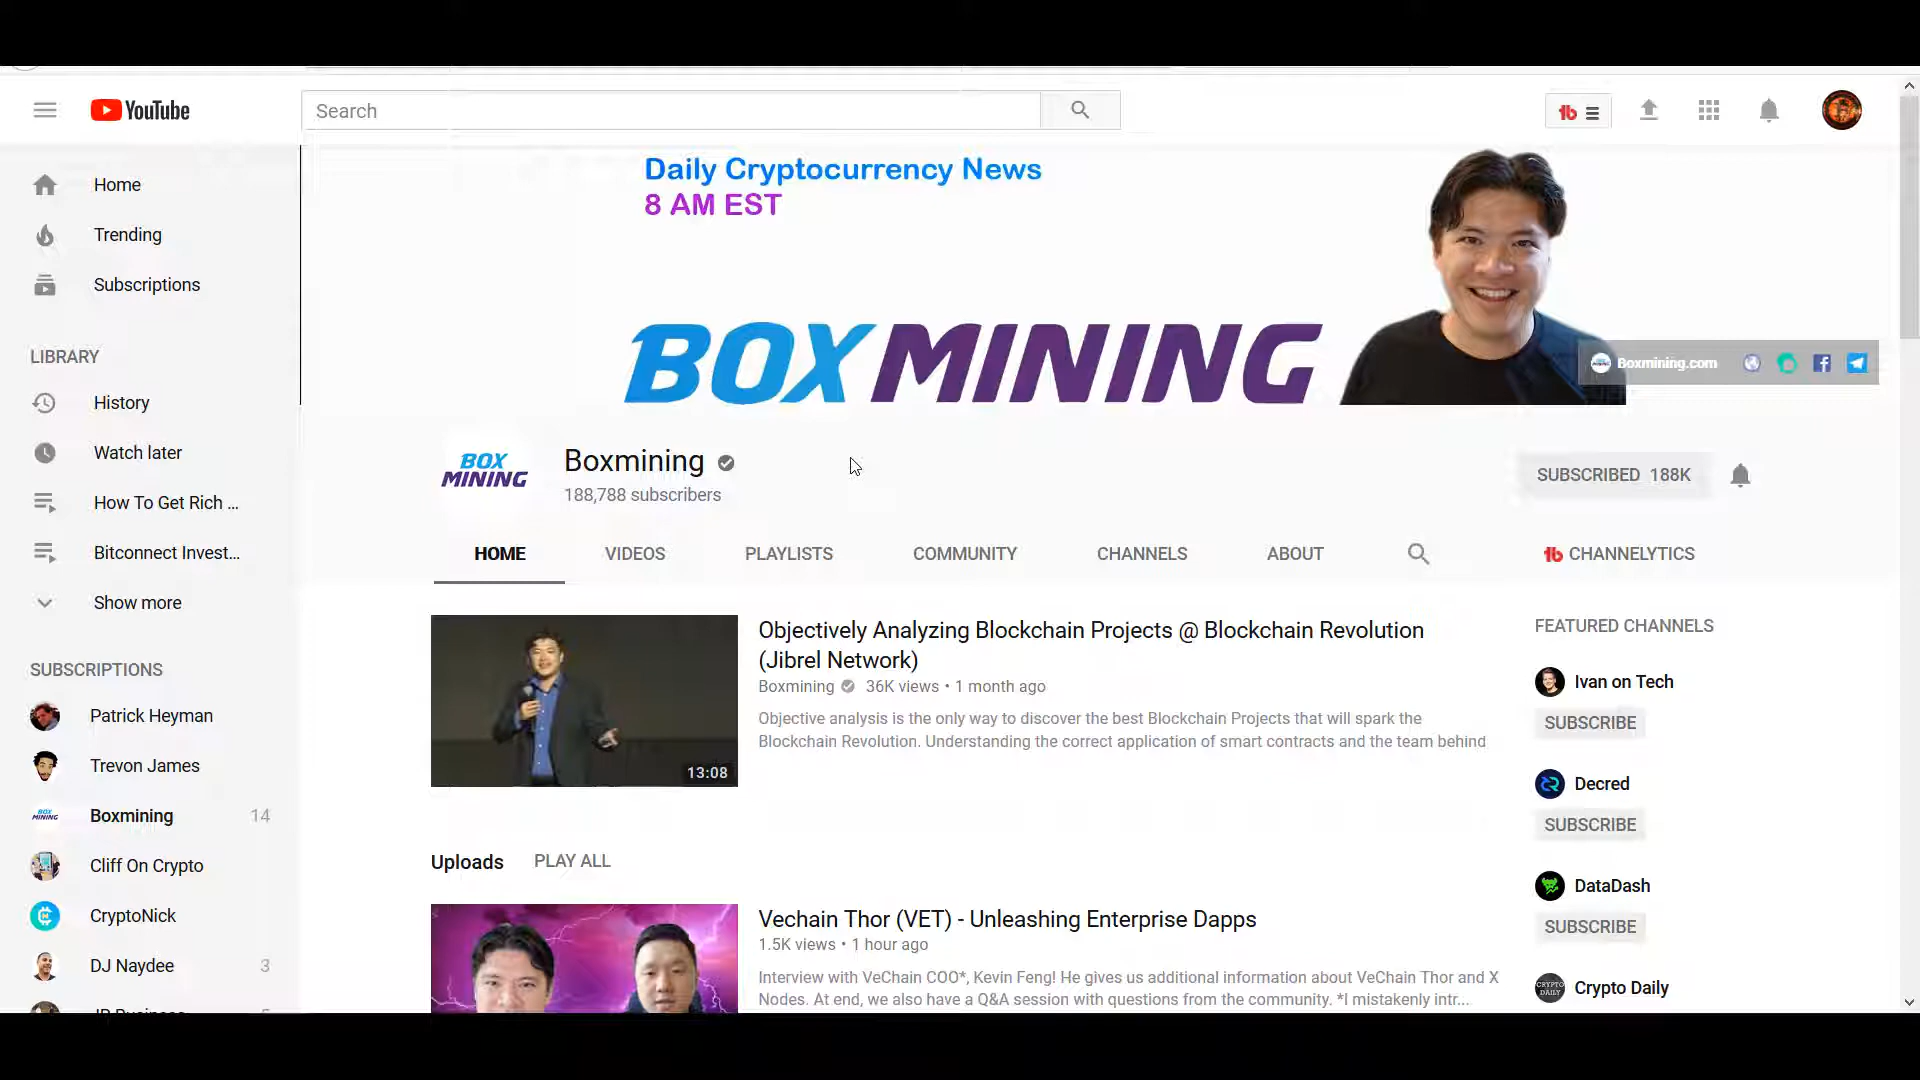 YouTube
Search
Home
Trending
Subscriptions
LIBRARY
History
Watch later
How To Get Rich ...
Bitconnect Invest...
Show more
SUBSCRIPTIONS
Patrick Heyman
Trevon James
Boxmining 14
Cliff On Crypto
CryptoNick
DJ Naydee 3
Daily Cryptocurrency News
8 AM EST
BOXMINING
Boxmining.com
BOX
MINING
Boxmining
188,788 subscribers
SUBSCRIBED 188K
HOME VIDEOS PLAYLISTS COMMUNITY CHANNELS ABOUT
CHANNELYTICS
13:08
Objectively Analyzing Blockchain Projects @ Blockchain Revolution
(Jibrel Network)
Boxmining 36K views • 1 month ago
Objective analysis is the only way to discover the best Blockchain Projects that will spark the
Blockchain Revolution. Understanding the correct application of smart contracts and the team behind
Uploads PLAY ALL
Vechain Thor (VET) - Unleashing Enterprise Dapps
1.5K views • 1 hour ago
Interview with VeChain COO*, Kevin Feng! He gives us additional information about VeChain Thor and X
Nodes. At end, we also have a Q&A session with questions from the community. *I mistakenly intr...
FEATURED CHANNELS
Ivan on Tech
SUBSCRIBE
Decred
SUBSCRIBE
DataDash
SUBSCRIBE
CRYPTO
DAILY
Crypto Daily